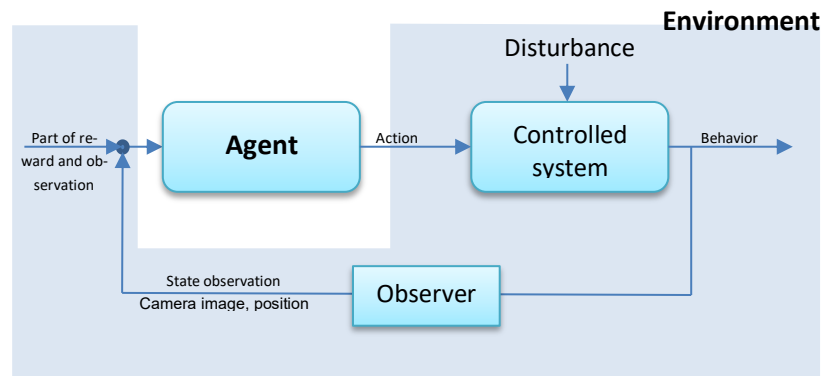 Environment
Disturbance
Part of re-
ward and ob-
servation
Agent
Action
Controlled
system
Behavior
State observation
Camera image, position
Observer